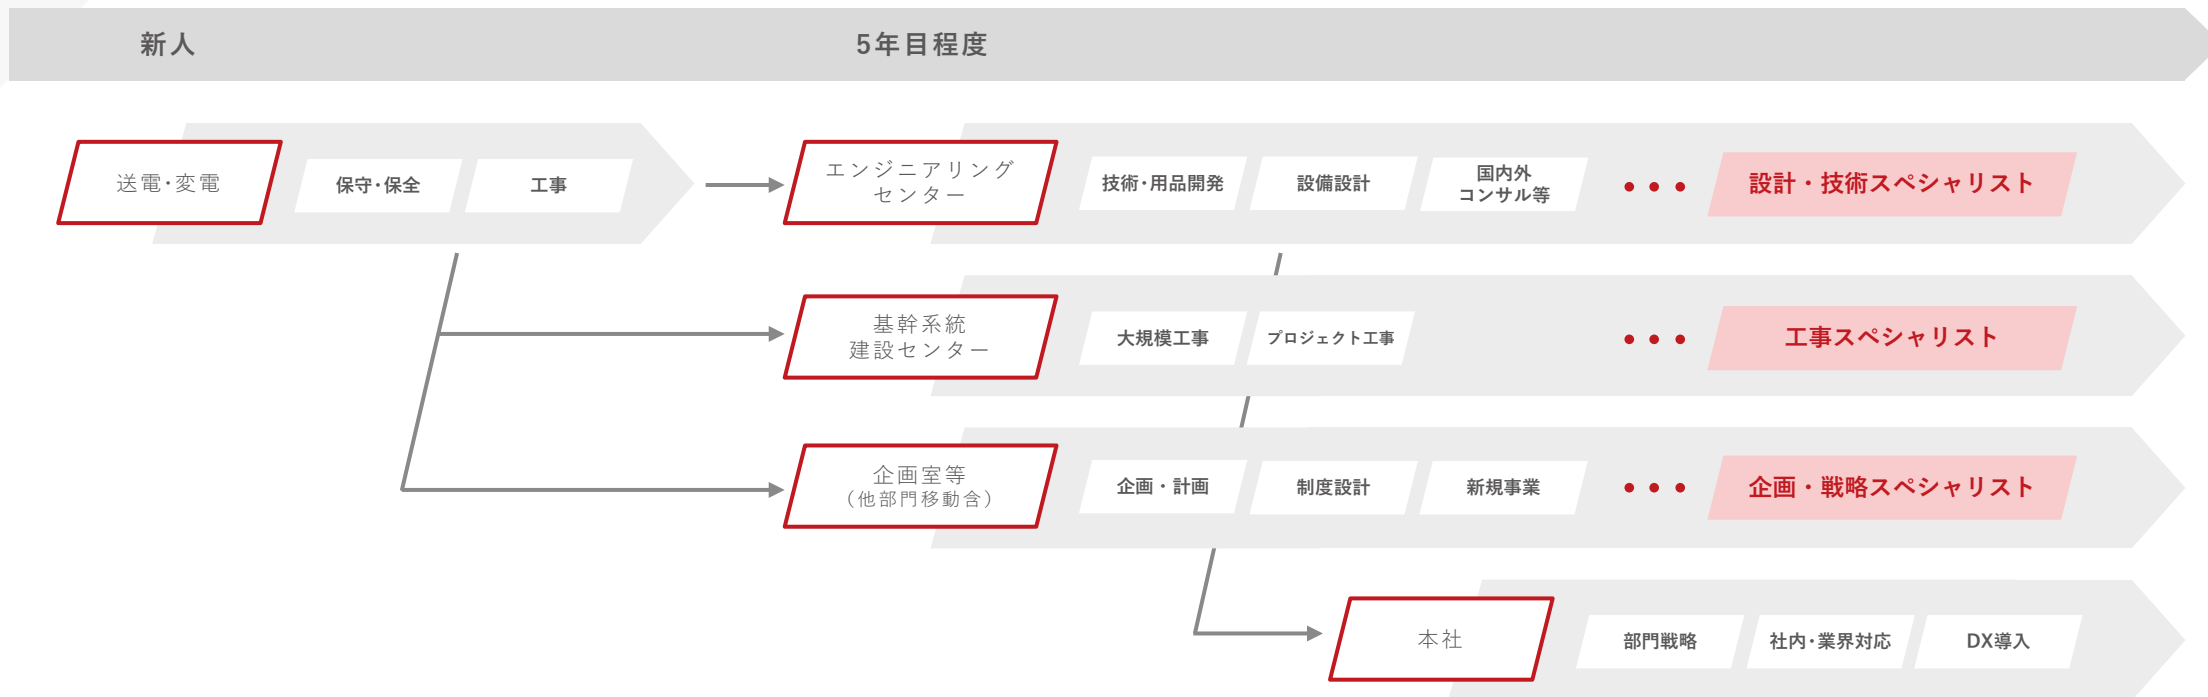 新人
5年目程度
送電・変電
保守・保全
工事
エンジニアリング
センター
技術・用品開発
設備設計
国内外
コンサル等
設計・技術スペシャリスト
基幹系統
建設センター
大規模工事
プロジェクト工事
工事スペシャリスト
企画室等
（他部門移動含）
企画・計画
制度設計
新規事業
企画・戦略スペシャリスト
本社
部門戦略
社内・業界対応
DX導入